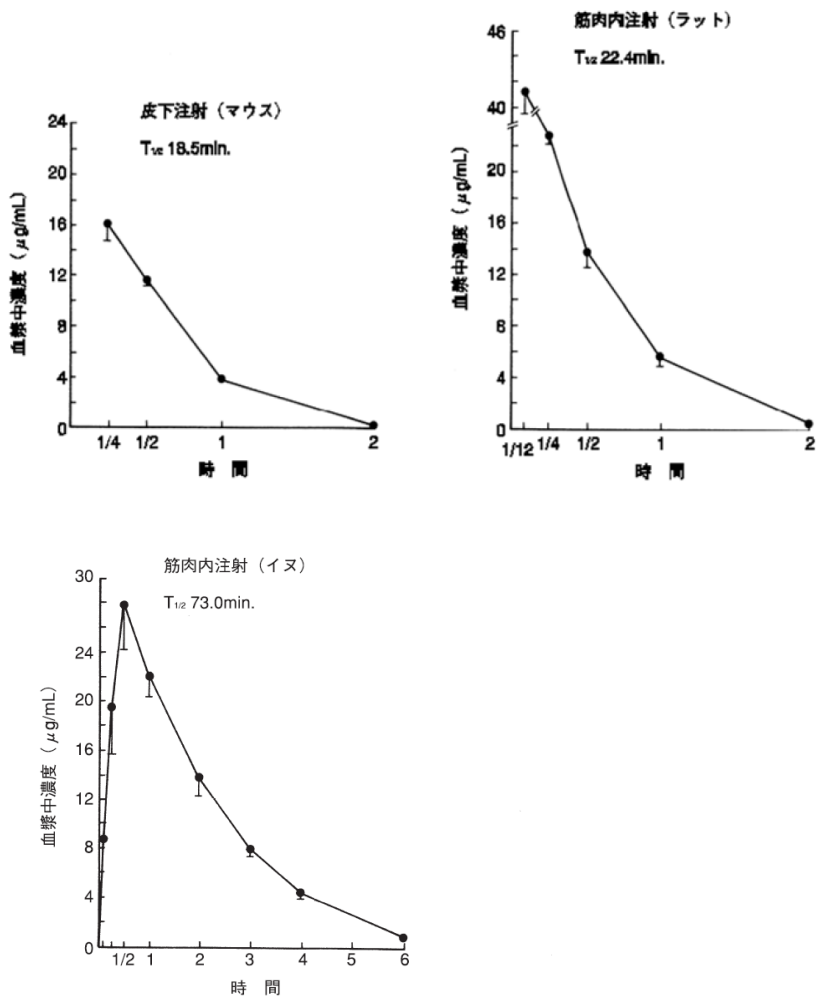 皮下注射(マウス)
T1/2 18.5min.
血漿中濃度(μg/mL)
24
20
16
12
8
4
0
1/4 1/2 1 2
時 間
筋肉内注射(ラット)
T1/2 22.4min.
血漿中濃度(μg/mL)
46
40
20
16
12
8
4
0
1/12 1/4 1/2 1 2
時 間
筋肉内注射(イヌ)
T1/2 73.0min.
血漿中濃度(μg/mL)
30
24
20
16
12
8
4
0
1/2 1 2 3 4 5 6
時 間